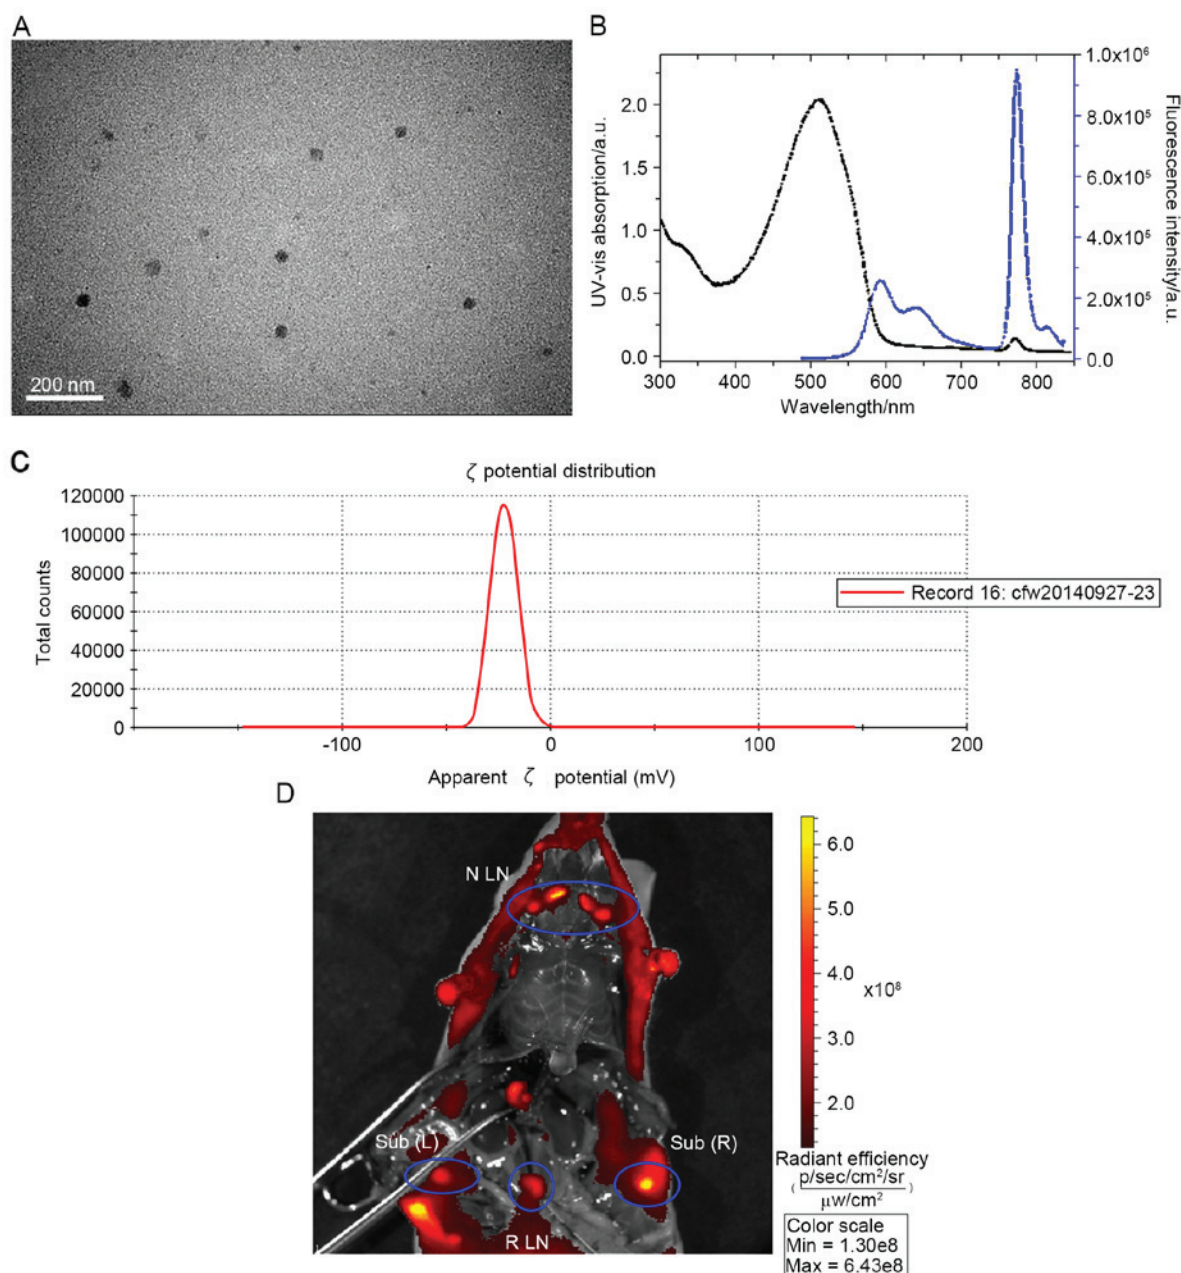 A
200 nm
B
UV-vis absorption/a.u.
2.0
1.5
1.0
0.5
0.0
300 400 500 600 700 800
Wavelength/nm
1.0x10⁶
8.0x10⁵
6.0x10⁵
4.0x10⁵
2.0x10⁵
0.0
Fluorescence intensity/a.u.
C
ζ potential distribution
Total counts
120000
100000
80000
60000
40000
20000
0
-100 0 100 200
Apparent ζ potential (mV)
Record 16: cfw20140927-23
D
N LN
Sub (L)
Sub (R)
R LN
6.0
5.0
4.0
x10⁸
3.0
2.0
Radiant efficiency
( p/sec/cm²/sr )
μw/cm²
Color scale
Min = 1.30e8
Max = 6.43e8